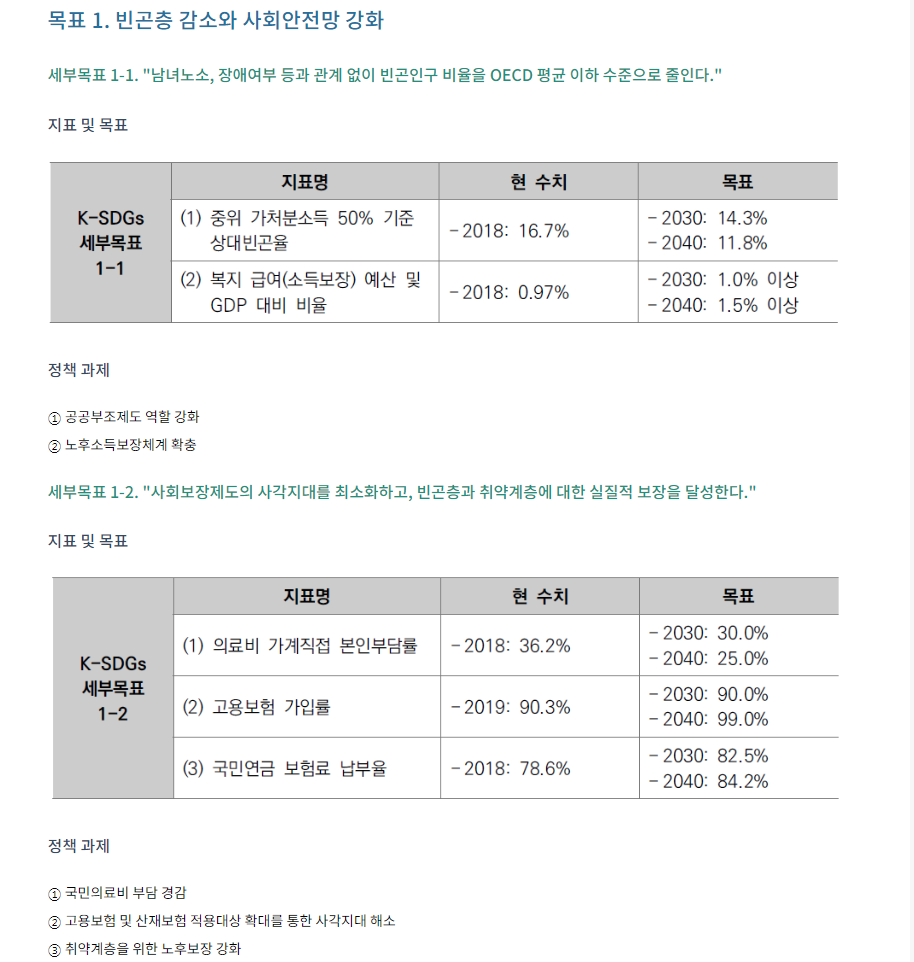 목표 1. 빈곤층 감소와 사회안전망 강화
세부목표 1-1. "남녀노소, 장애여부 등과 관계 없이 빈곤인구 비율을 OECD 평균 이하 수준으로 줄인다."
지표 및 목표
K-SDGs
세부목표
1-1
지표명
현 수치
목표
(1) 중위 가처분소득 50% 기준
상대빈곤율
- 2018: 16.7%
- 2030: 14.3%
- 2040: 11.8%
(2) 복지 급여(소득보장) 예산 및
GDP 대비 비율
- 2018: 0.97%
- 2030: 1.0% 이상
- 2040: 1.5% 이상
정책 과제
① 공공부조제도 역할 강화
② 노후소득보장체계 확충
세부목표 1-2. "사회보장제도의 사각지대를 최소화하고, 빈곤층과 취약계층에 대한 실질적 보장을 달성한다."
지표 및 목표
K-SDGs
세부목표
1-2
지표명
현 수치
목표
(1) 의료비 가계직접 본인부담률
- 2018: 36.2%
- 2030: 30.0%
- 2040: 25.0%
(2) 고용보험 가입률
- 2019: 90.3%
- 2030: 90.0%
- 2040: 99.0%
(3) 국민연금 보험료 납부율
- 2018: 78.6%
- 2030: 82.5%
- 2040: 84.2%
정책 과제
① 국민의료비 부담 경감
② 고용보험 및 산재보험 적용대상 확대를 통한 사각지대 해소
③ 취약계층을 위한 노후보장 강화